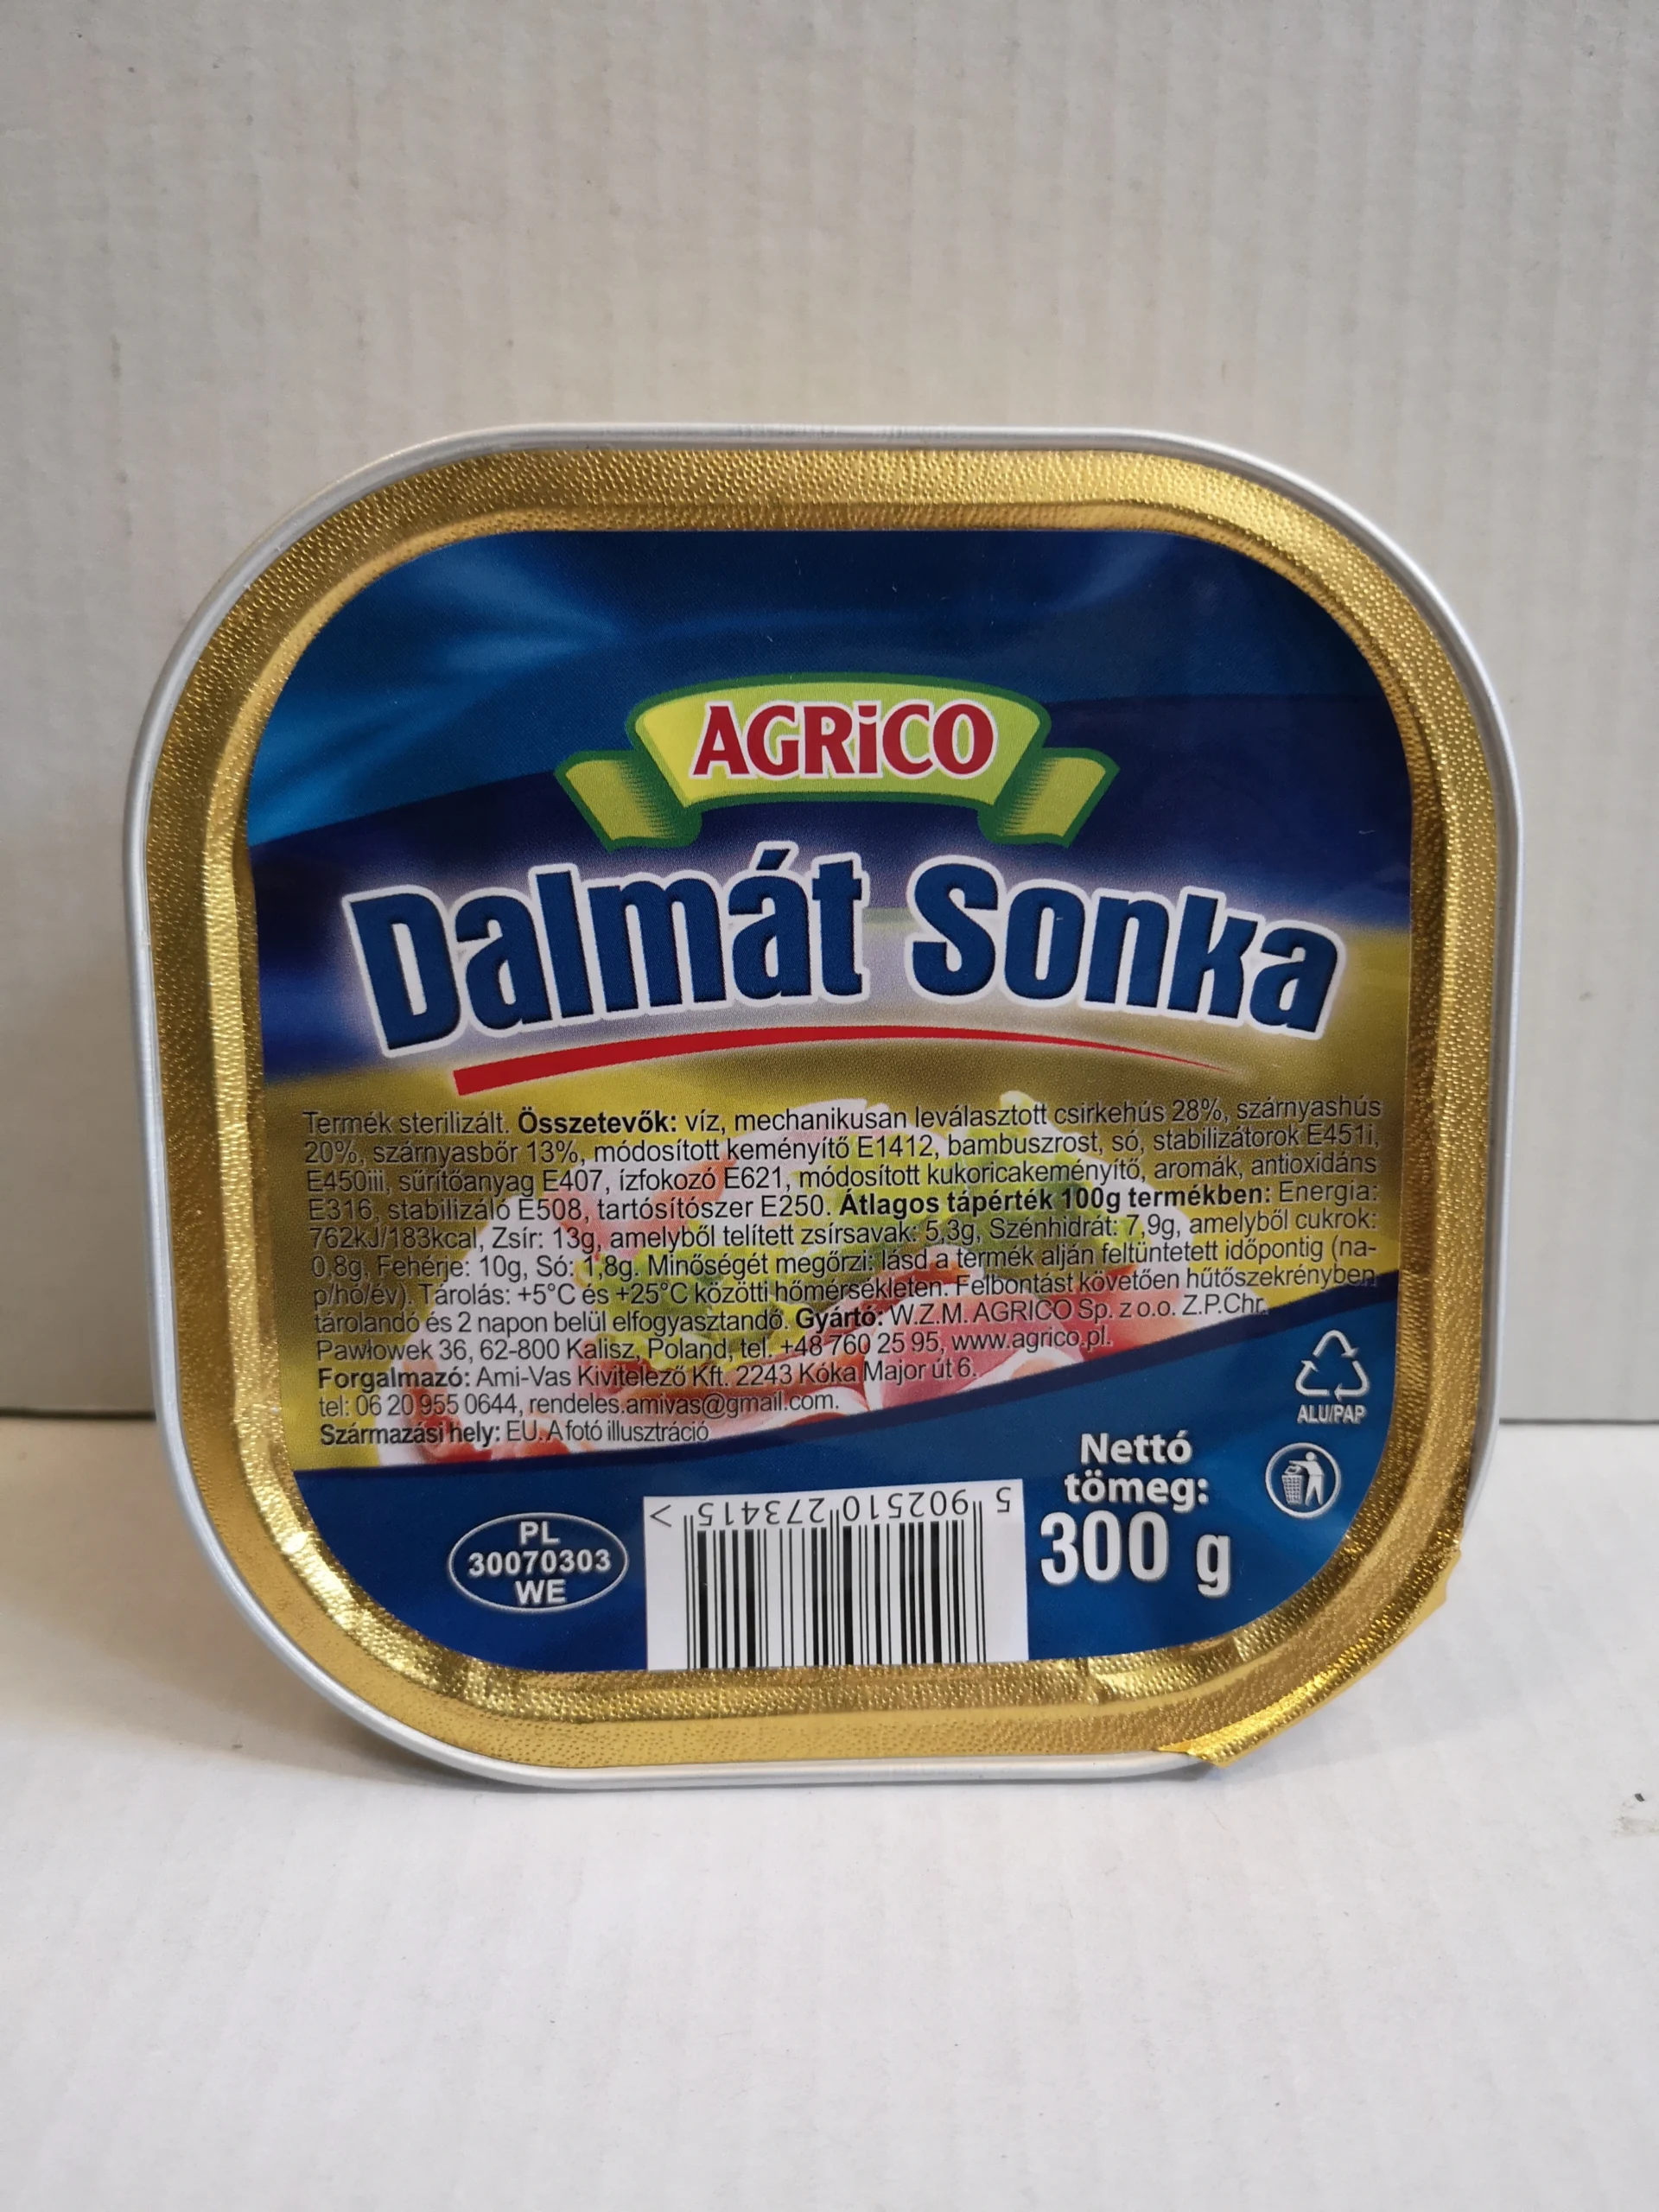 AGRiCO
Dalmát Sonka
Termék sterilizált. Összetevők: víz, mechanikusan leválasztott csirkehús 28%, szárnyashús
20%, szárnyasbőr 13%, módosított keményítő E1412, bambuszrost, só, stabilizátorok E451i,
E450iii, sűrítőanyag E407, ízfokozó E621, módosított kukoricakeményítő, aromák, antioxidáns
E316, stabilizáló E508, tartósítószer E250. Átlagos tápérték 100g termékben: Energia:
762kJ/183kcal, Zsír: 13g, amelyből telített zsírsavak: 5,3g, Szénhidrát: 7,9g, amelyből cukrok:
0,8g, Fehérje: 10g, Só: 1,8g. Minőségét megőrzi: lásd a termék alján feltüntetett időpontig (na-
p/hó/év). Tárolás: +5°C és +25°C közötti hőmérsékleten. Felbontást követően hűtőszekrényben
tárolandó és 2 napon belül elfogyasztandó. Gyártó: W.Z.M. AGRICO Sp. z o.o. Z.P.Chr.
Pawłowek 36, 62-800 Kalisz, Poland, tel. +48 760 25 95, www.agrico.pl.
Forgalmazó: Ami-Vas Kivitelező Kft. 2243 Kóka Major út 6.
tel: 06 20 955 0644, rendeles.amivas@gmail.com.
Származási hely: EU. A fotó illusztráció
ALU/PAP
Nettó
tömeg:
300 g
PL
30070303
WE
5 902510 273415 >